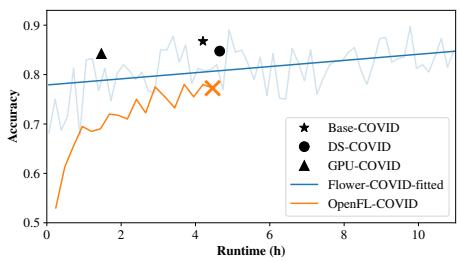 0.9
0.8
0.7
0.6
0.5
Accuracy
Base-COVID
DS-COVID
GPU-COVID
Flower-COVID-fitted
OpenFL-COVID
0 2 4 6 8 10
Runtime (h)